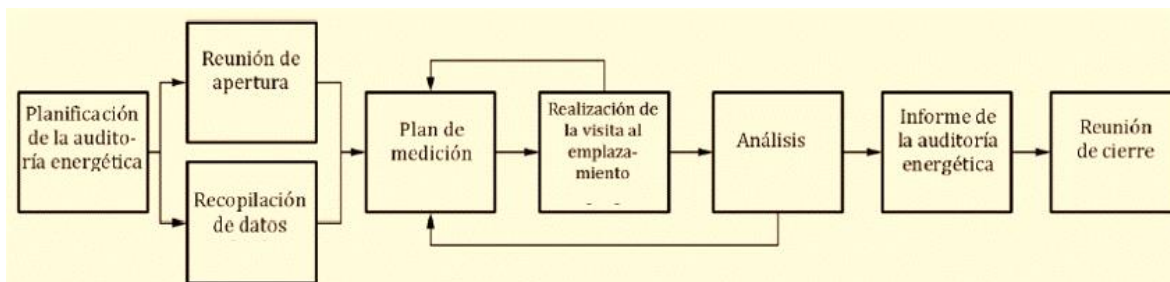 Planificación
de la audito-
ría energética
Reunión de
apertura
Recopilación
de datos
Plan de
medición
Realización de
la visita al
emplaza-
miento
Análisis
Informe de
la auditoría
energética
Reunión
de cierre